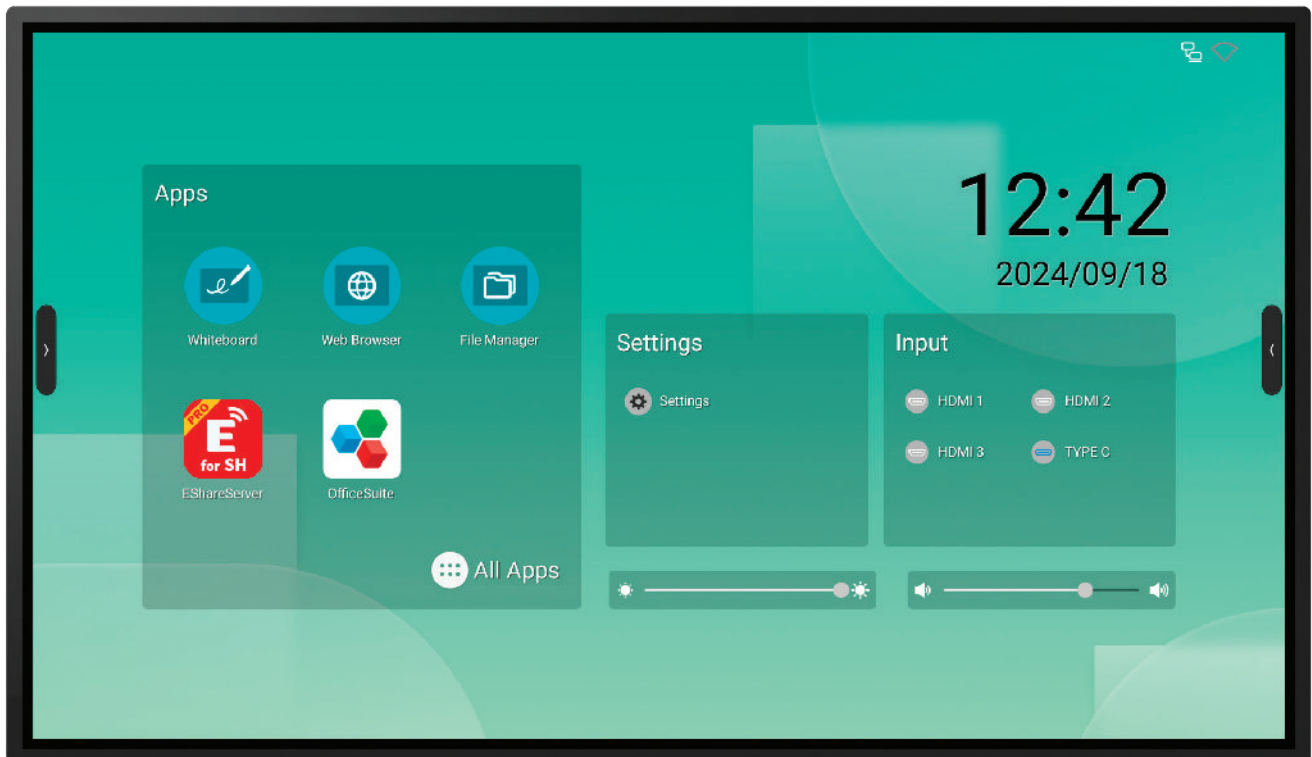 Apps
Whiteboard
Web Browser
File Manager
PRO
E
for SH
EShareServer
OfficeSuite
All Apps
12:42
2024/09/18
Settings
Settings
Input
HDMI 1
HDMI 2
HDMI 3
TYPE C